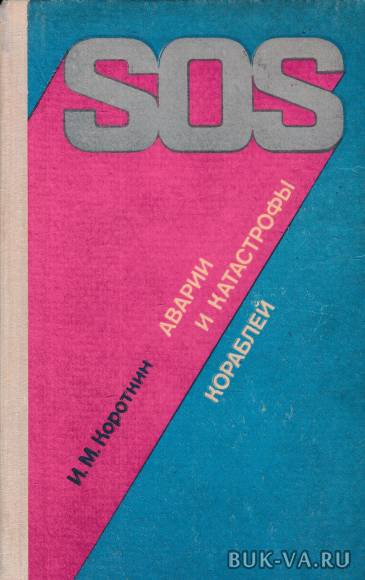 SOS
АВАРИИ
И КАТАСТРОФЫ
КОРАБЛЕЙ
И. М. Коротнин
BUK-VA.RU